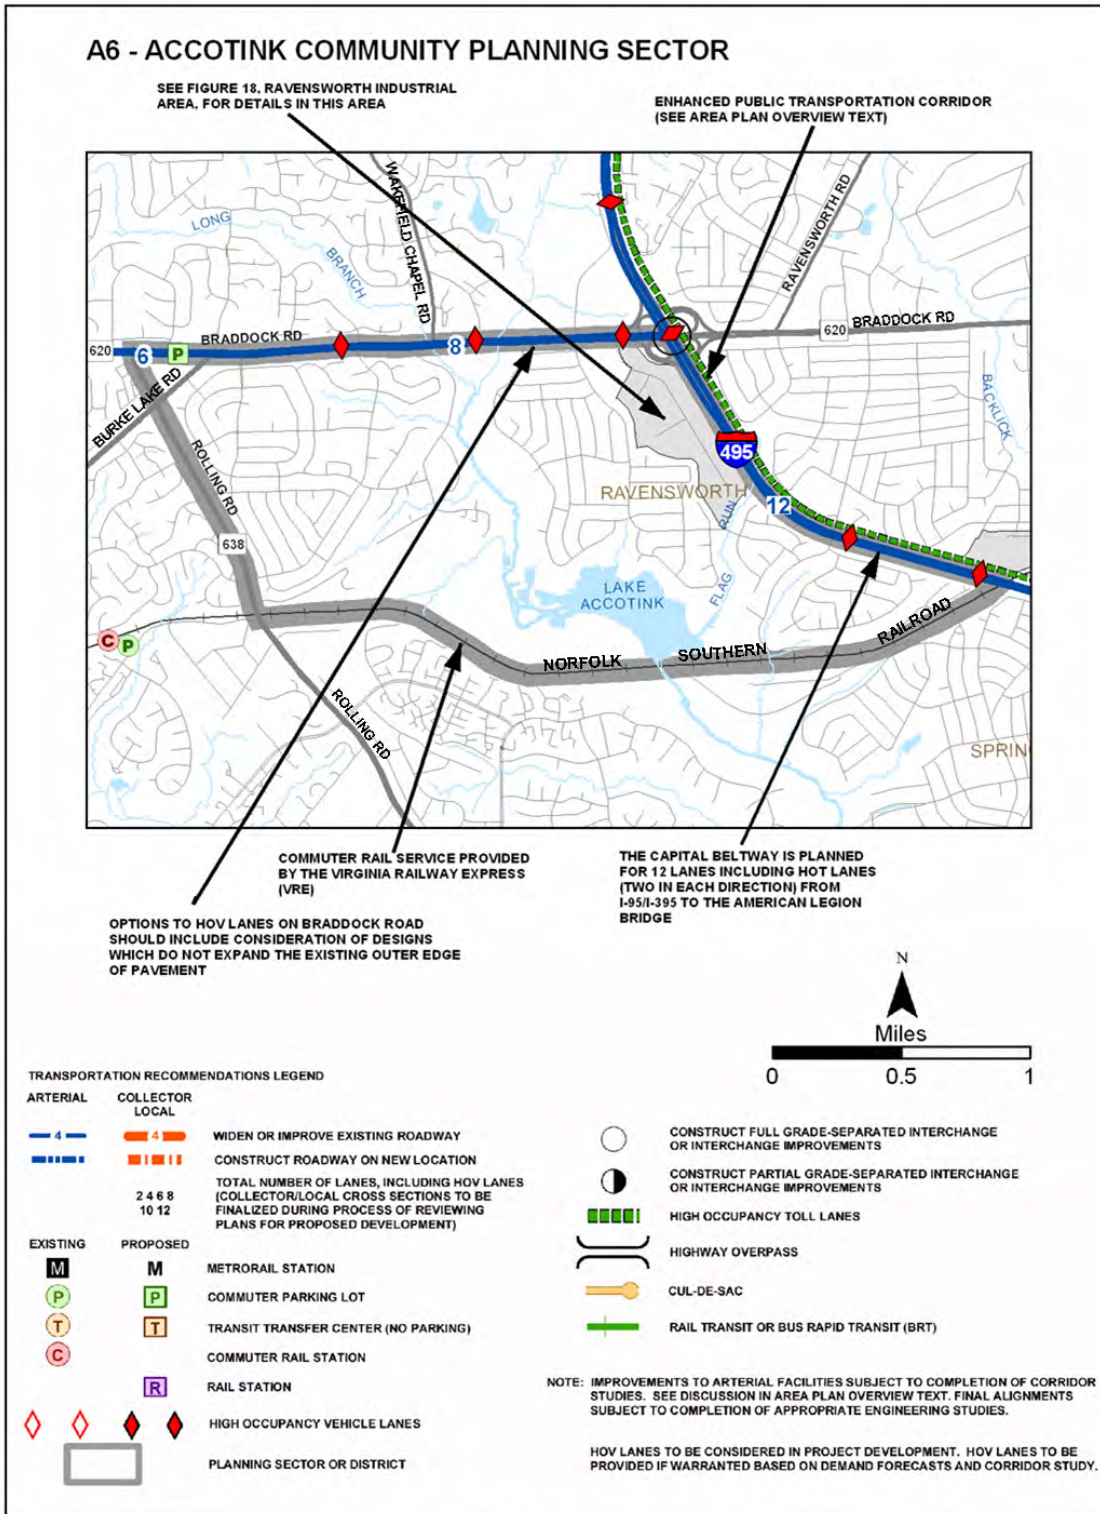 A6 - ACCOTINK COMMUNITY PLANNING SECTOR
SEE FIGURE 18, RAVENSWORTH INDUSTRIAL
AREA, FOR DETAILS IN THIS AREA
ENHANCED PUBLIC TRANSPORTATION CORRIDOR
(SEE AREA PLAN OVERVIEW TEXT)
WAKEFIELD CHAPEL RD
RAVENSWORTH RD
LONG
BRANCH
620
BRADDOCK RD
620
BRADDOCK RD
6
P
8
BURKE LAKE RD
BACKLICK
ROLLING RD
495
RAVENSWORTH
12
RUN
638
FLAG
LAKE
ACCOTINK
C
P
NORFOLK
SOUTHERN
RAILROAD
ROLLING RD
SPRIN
COMMUTER RAIL SERVICE PROVIDED
BY THE VIRGINIA RAILWAY EXPRESS
(VRE)
THE CAPITAL BELTWAY IS PLANNED
FOR 12 LANES INCLUDING HOT LANES
(TWO IN EACH DIRECTION) FROM
I-95/I-395 TO THE AMERICAN LEGION
BRIDGE
OPTIONS TO HOV LANES ON BRADDOCK ROAD
SHOULD INCLUDE CONSIDERATION OF DESIGNS
WHICH DO NOT EXPAND THE EXISTING OUTER EDGE
OF PAVEMENT
N
Miles
0 0.5 1
TRANSPORTATION RECOMMENDATIONS LEGEND
ARTERIAL
COLLECTOR
LOCAL
4 4 WIDEN OR IMPROVE EXISTING ROADWAY
CONSTRUCT ROADWAY ON NEW LOCATION
2 4 6 8
10 12
TOTAL NUMBER OF LANES, INCLUDING HOV LANES
(COLLECTOR/LOCAL CROSS SECTIONS TO BE
FINALIZED DURING PROCESS OF REVIEWING
PLANS FOR PROPOSED DEVELOPMENT)
EXISTING PROPOSED
M M METRORAIL STATION
P P COMMUTER PARKING LOT
T T TRANSIT TRANSFER CENTER (NO PARKING)
C COMMUTER RAIL STATION
R RAIL STATION
HIGH OCCUPANCY VEHICLE LANES
PLANNING SECTOR OR DISTRICT
CONSTRUCT FULL GRADE-SEPARATED INTERCHANGE
OR INTERCHANGE IMPROVEMENTS
CONSTRUCT PARTIAL GRADE-SEPARATED INTERCHANGE
OR INTERCHANGE IMPROVEMENTS
HIGH OCCUPANCY TOLL LANES
HIGHWAY OVERPASS
CUL-DE-SAC
RAIL TRANSIT OR BUS RAPID TRANSIT (BRT)
NOTE: IMPROVEMENTS TO ARTERIAL FACILITIES SUBJECT TO COMPLETION OF CORRIDOR
STUDIES. SEE DISCUSSION IN AREA PLAN OVERVIEW TEXT. FINAL ALIGNMENTS
SUBJECT TO COMPLETION OF APPROPRIATE ENGINEERING STUDIES.
HOV LANES TO BE CONSIDERED IN PROJECT DEVELOPMENT. HOV LANES TO BE
PROVIDED IF WARRANTED BASED ON DEMAND FORECASTS AND CORRIDOR STUDY.